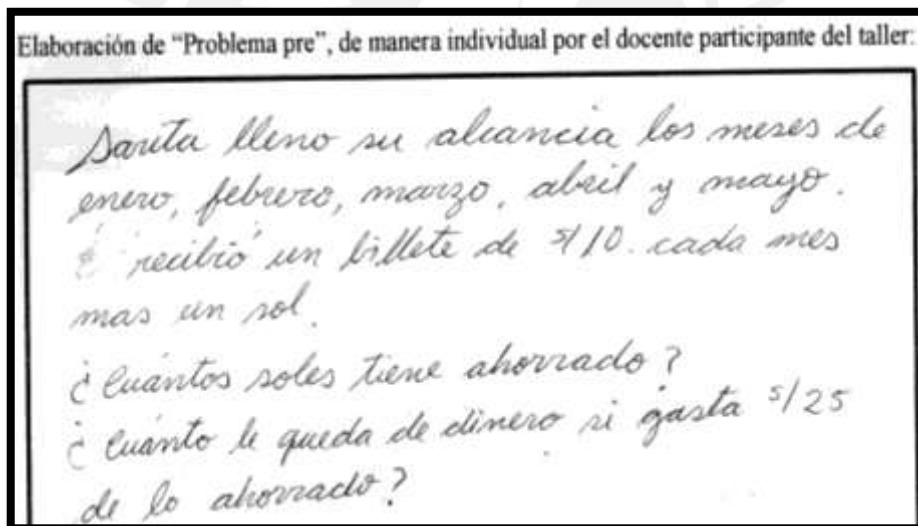 Elaboración de “Problema pre”, de manera individual por el docente participante del taller:
Sarita lleno su alcancia los meses de
enero, febrero, marzo, abril y mayo.
recibió un billete de s/10. cada mes
mas un sol.
¿Cuántos soles tiene ahorrado?
¿Cuánto le queda de dinero si gasta s/25
de lo ahorrado?